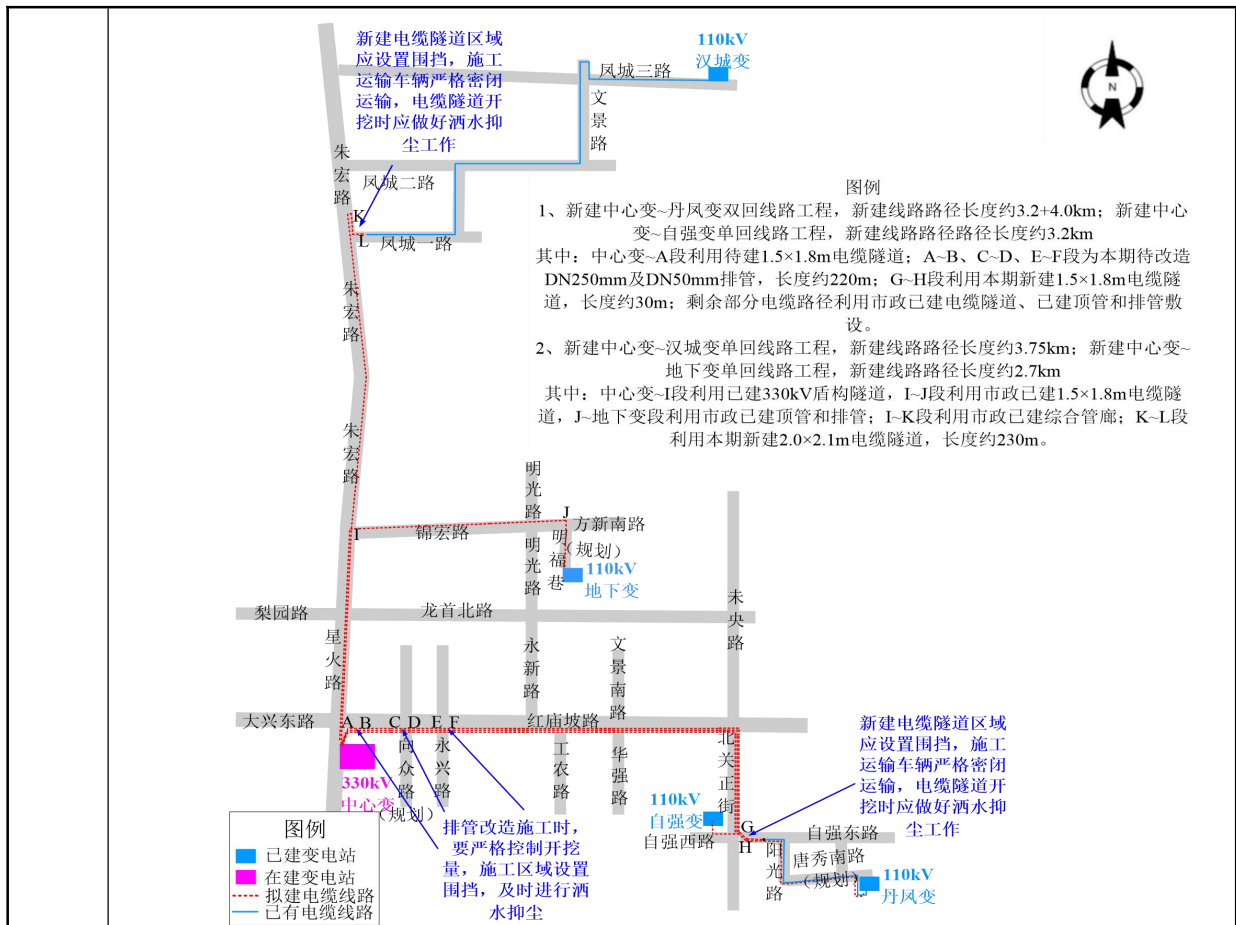 新建电缆隧道区域
应设置围挡，施工
运输车辆严格密闭
运输，电缆隧道开
挖时应做好洒水抑
尘工作
110kV
汉城变
凤城三路
文景路
N
朱宏路
凤城二路
K
L
凤城一路
图例
1、新建中心变~丹凤变双回线路工程，新建线路路径长度约3.2+4.0km；新建中心
变~自强变单回线路工程，新建线路路径路径长度约3.2km
其中：中心变~A段利用待建1.5×1.8m电缆隧道；A~B、C~D、E~F段为本期待改造
DN250mm及DN50mm排管，长度约220m；G~H段利用本期新建1.5×1.8m电缆隧
道，长度约30m；剩余部分电缆路径利用市政已建电缆隧道、已建顶管和排管敷
设。
2、新建中心变~汉城变单回线路工程，新建线路路径长度约3.75km；新建中心变~
地下变单回线路工程，新建线路路径长度约2.7km
其中：中心变~I段利用已建330kV盾构隧道，I~J段利用市政已建1.5×1.8m电缆隧
道，J~地下变段利用市政已建顶管和排管；I~K段利用市政已建综合管廊；K~L段
利用本期新建2.0×2.1m电缆隧道，长度约230m。
朱宏路
朱宏路
明光路
J
I
锦宏路
方新南路
（规划）
明光路
明福巷
110kV
地下变
梨园路
龙首北路
未央路
星火路
永新路
文景南路
大兴东路
A B C D E F
红庙坡路
向众路
（规划）
永兴路
工农路
华强路
北关正街
330kV
中心变
110kV
自强变
自强西路
G
H
自强东路
阳光路
唐秀南路
（规划）
110kV
丹凤变
新建电缆隧道区域
应设置围挡，施工
运输车辆严格密闭
运输，电缆隧道开
挖时应做好洒水抑
尘工作
排管改造施工时，
要严格控制开挖
量，施工区域设置
围挡，及时进行洒
水抑尘
图例
已建变电站
在建变电站
拟建电缆线路
已有电缆线路